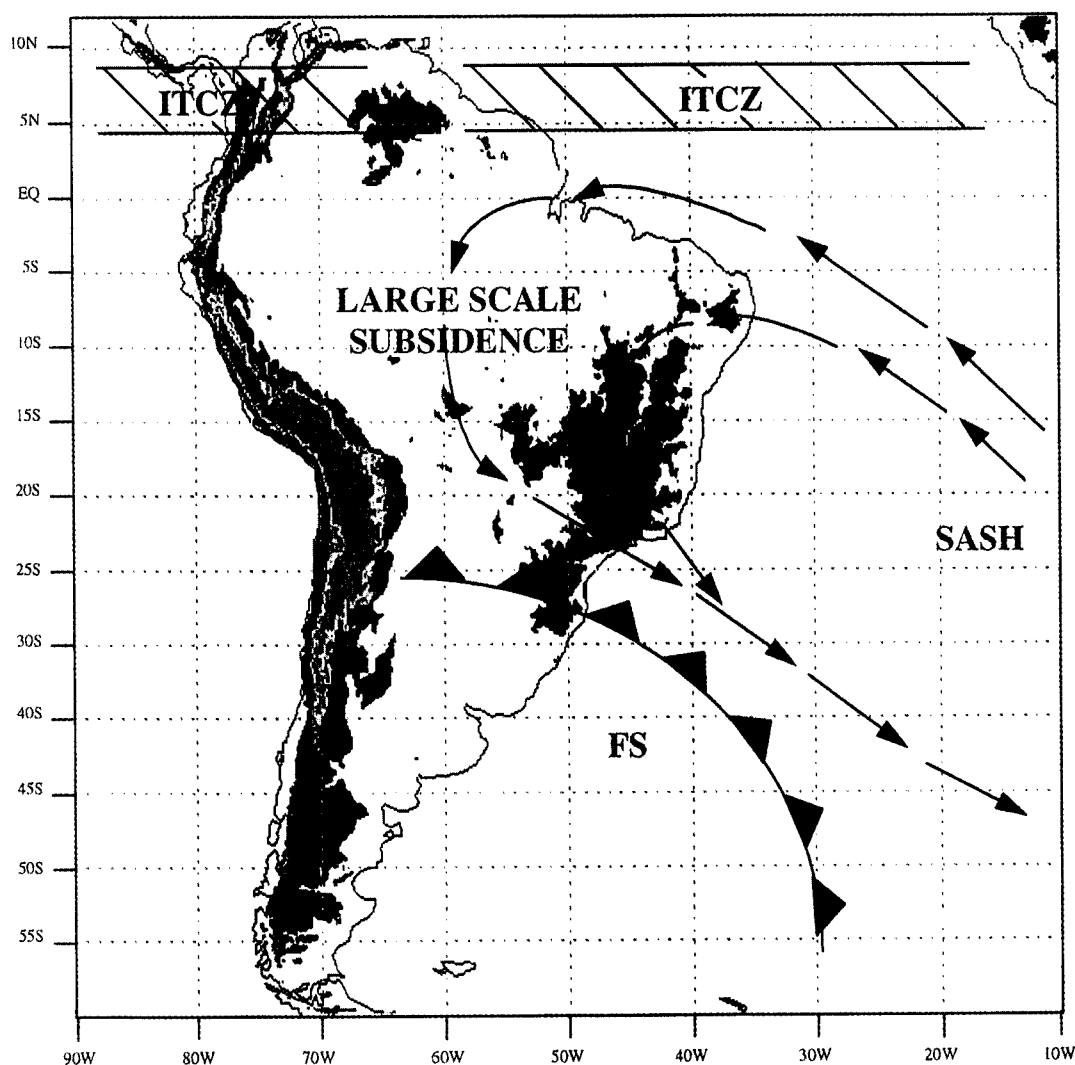 10N
ITCZ ITCZ
5N
EQ
5S
LARGE SCALE
SUBSIDENCE
10S
15S
20S
SASH
25S
30S
40S
FS
45S
50S
55S
90W 80W 70W 60W 50W 40W 30W 20W 10W